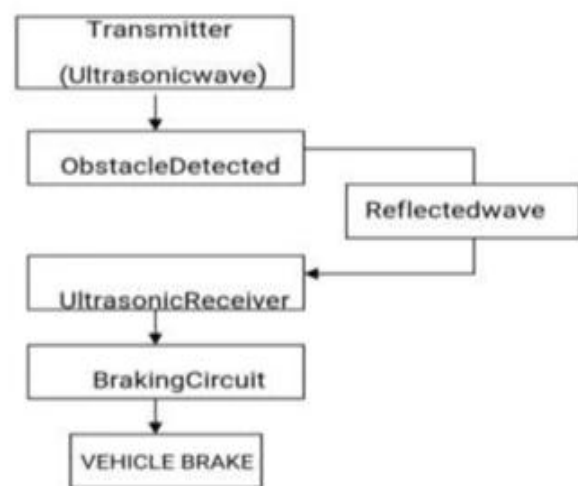 Transmitter
(Ultrasonicwave)
ObstacleDetected
Reflectedwave
UltrasonicReceiver
BrakingCircuit
VEHICLE BRAKE